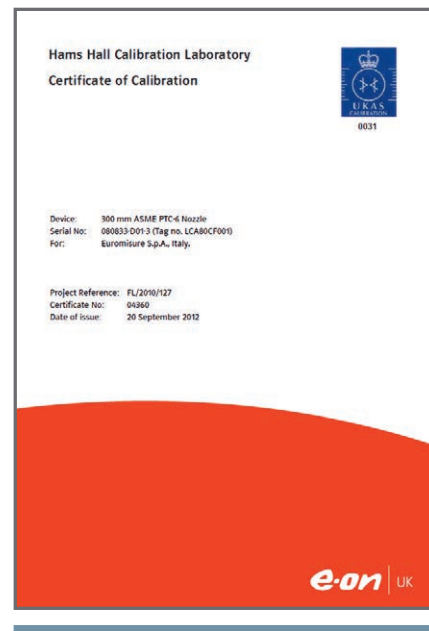 Hams Hall Calibration Laboratory
Certificate of Calibration
UKAS
CALIBRATION
0031
Device: 300 mm ASME PTC-6 Nozzle
Serial No: 080833-D01-3 (Tag no. LCA80CF001)
For: Euromisure S.p.A., Italy.
Project Reference: FL/2010/127
Certificate No: 04360
Date of issue: 20 September 2012
e·on UK